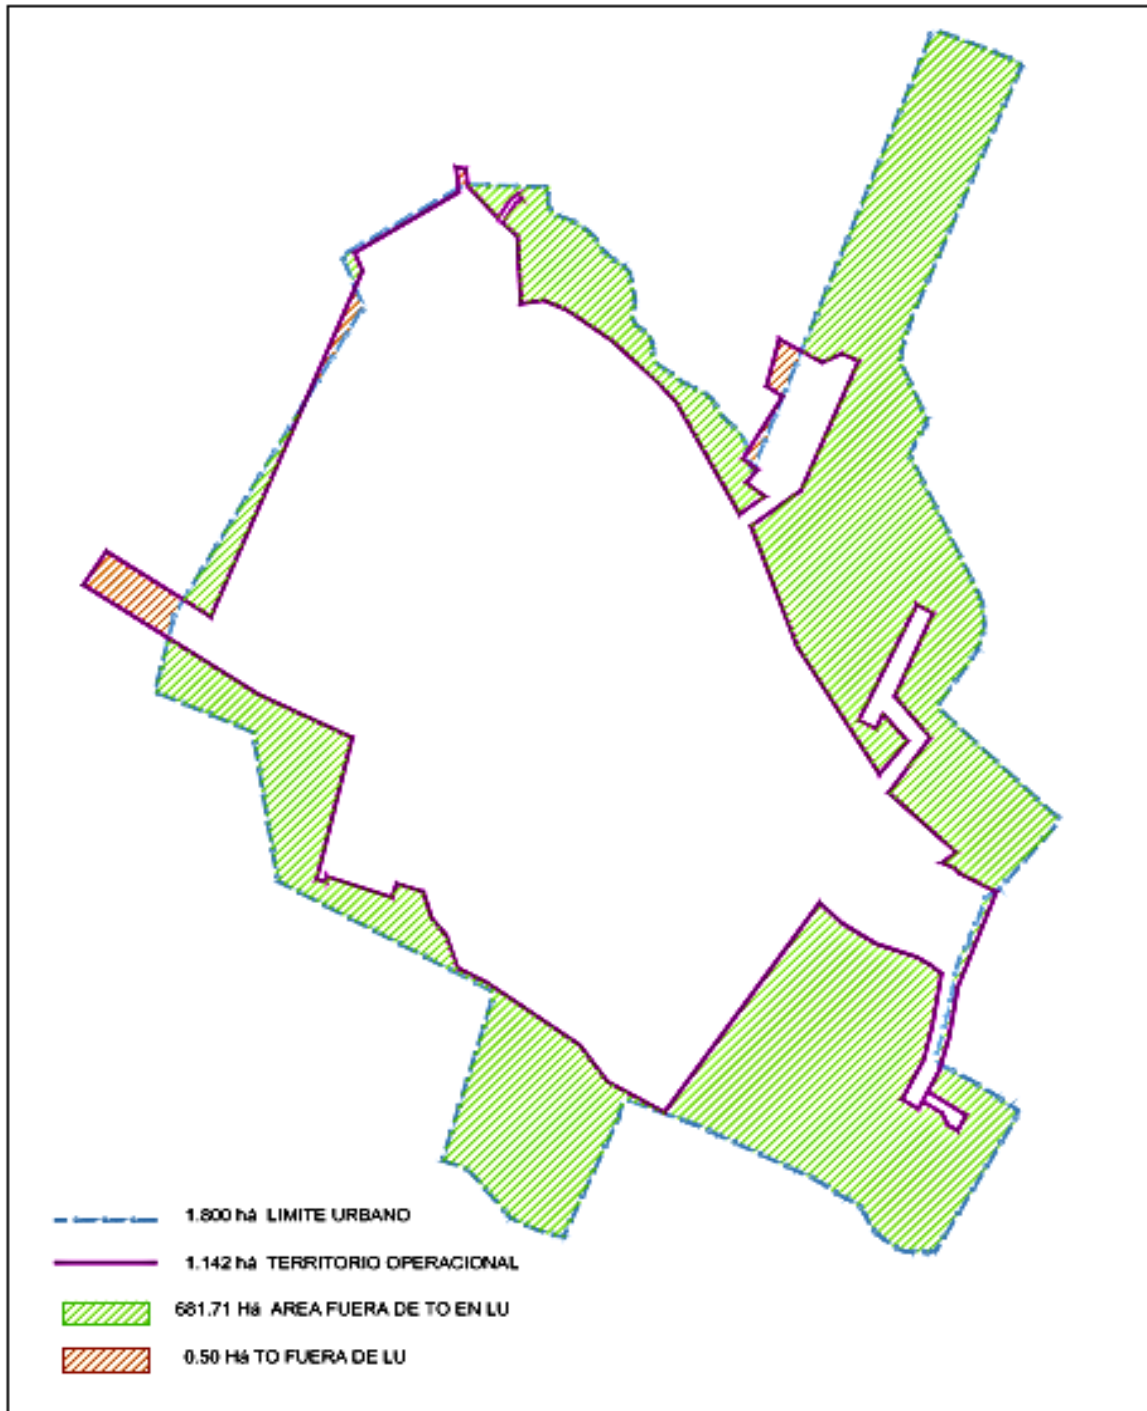 1.800 há LIMITE URBANO
1.142 há TERRITORIO OPERACIONAL
681.71 Há AREA FUERA DE TO EN LU
0.50 Há TO FUERA DE LU